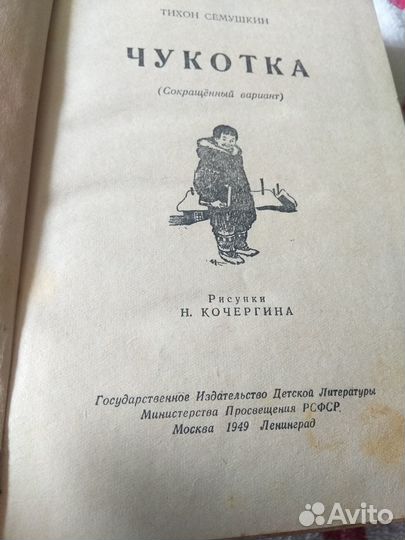 ТИХОН СЕМУШКИН
ЧУКОТКА
(Сокращённый вариант)
Рисунки
Н. КОЧЕРГИНА
Государственное Издательство Детской Литературы
Министерства Просвещения РСФСР
Москва 1949 Ленинград
Avito